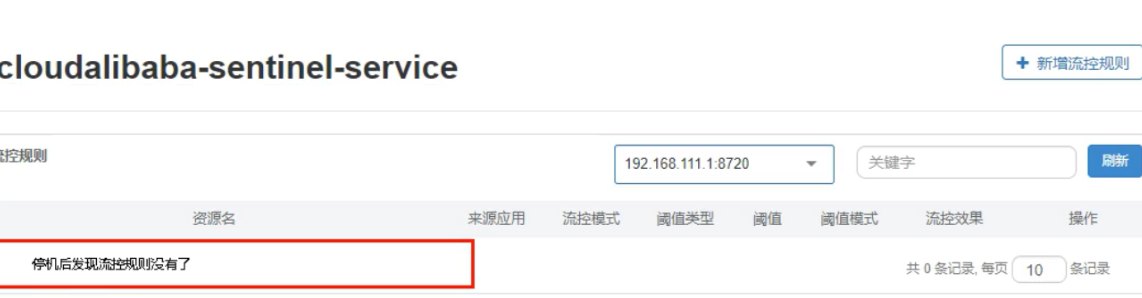 cloudalibaba-sentinel-service
+ 新增流控规则
流控规则
192.168.111.1:8720
关键字
刷新
资源名 来源应用 流控模式 阈值类型 阈值 阈值模式 流控效果 操作
停机后发现流控规则没有了
共 0 条记录, 每页 10 条记录